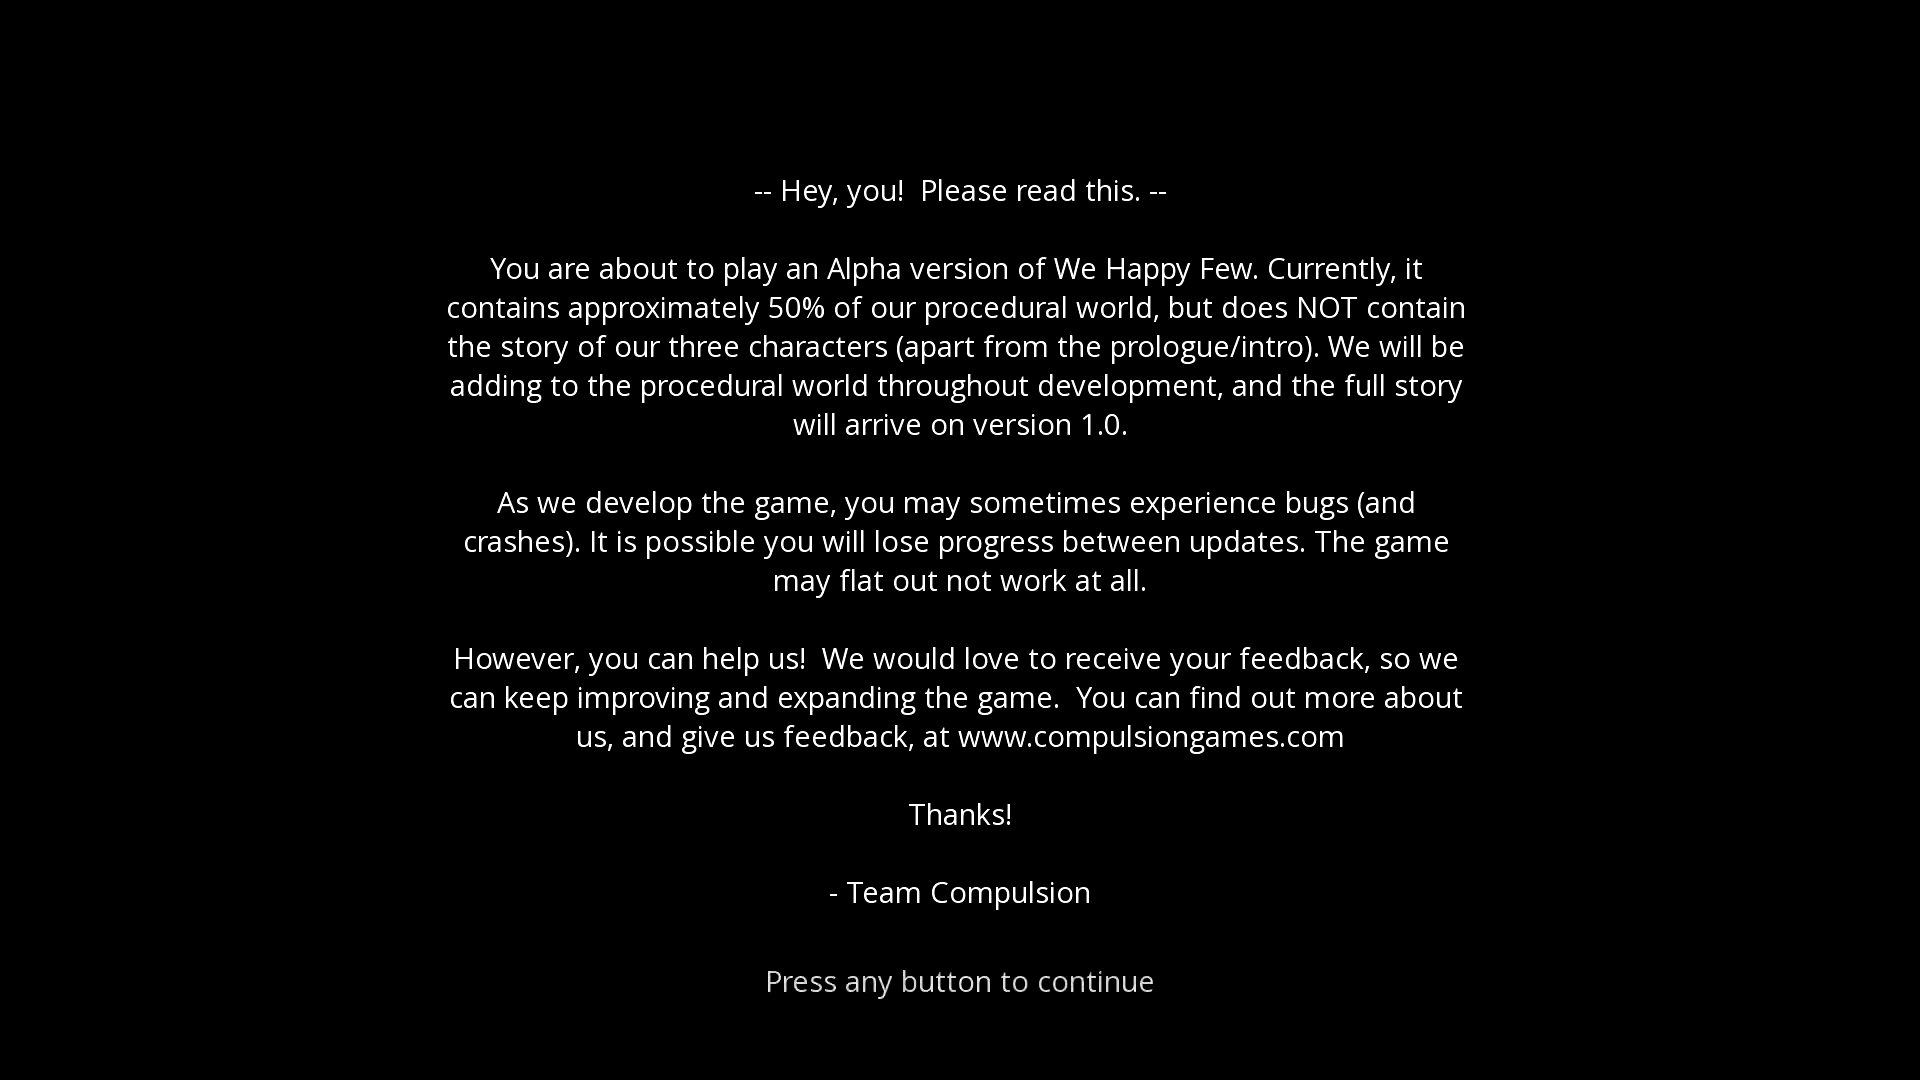 -- Hey, you!  Please read this. --
You are about to play an Alpha version of We Happy Few. Currently, it
contains approximately 50% of our procedural world, but does NOT contain
the story of our three characters (apart from the prologue/intro). We will be
adding to the procedural world throughout development, and the full story
will arrive on version 1.0.
As we develop the game, you may sometimes experience bugs (and
crashes). It is possible you will lose progress between updates. The game
may flat out not work at all.
However, you can help us!  We would love to receive your feedback, so we
can keep improving and expanding the game.  You can find out more about
us, and give us feedback, at www.compulsiongames.com
Thanks!
- Team Compulsion
Press any button to continue